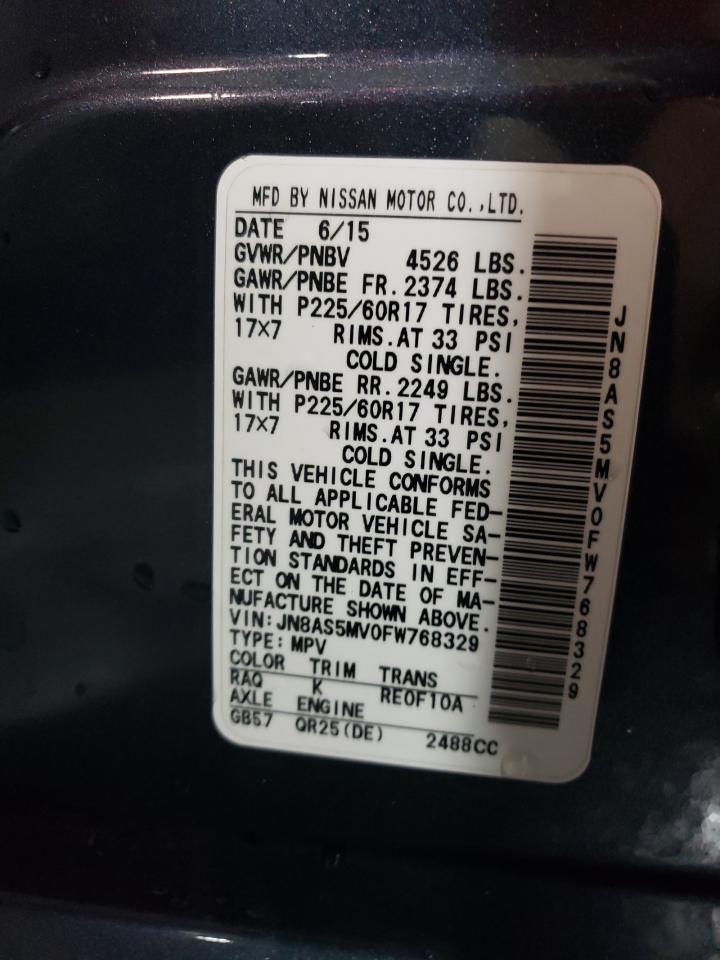 MFD BY NISSAN MOTOR CO.,LTD.
DATE 6/15
GVWR/PNBV 4526 LBS.
GAWR/PNBE FR. 2374 LBS.
WITH P225/60R17 TIRES,
17×7 RIMS. AT 33 PSI
COLD SINGLE.
GAWR/PNBE RR. 2249 LBS.
WITH P225/60R17 TIRES,
17×7 RIMS. AT 33 PSI
COLD SINGLE.
THIS VEHICLE CONFORMS
TO ALL APPLICABLE FED-
ERAL MOTOR VEHICLE SA-
FETY AND THEFT PREVEN-
TION STANDARDS IN EFF-
ECT ON THE DATE OF MA-
NUFACTURE SHOWN ABOVE.
VIN: JN8AS5MV0FW768329
TYPE: MPV
COLOR TRIM TRANS
RAQ K RE0F10A
AXLE ENGINE
GB57 QR25(DE) 2488CC
JN8AS5MV0FW768329